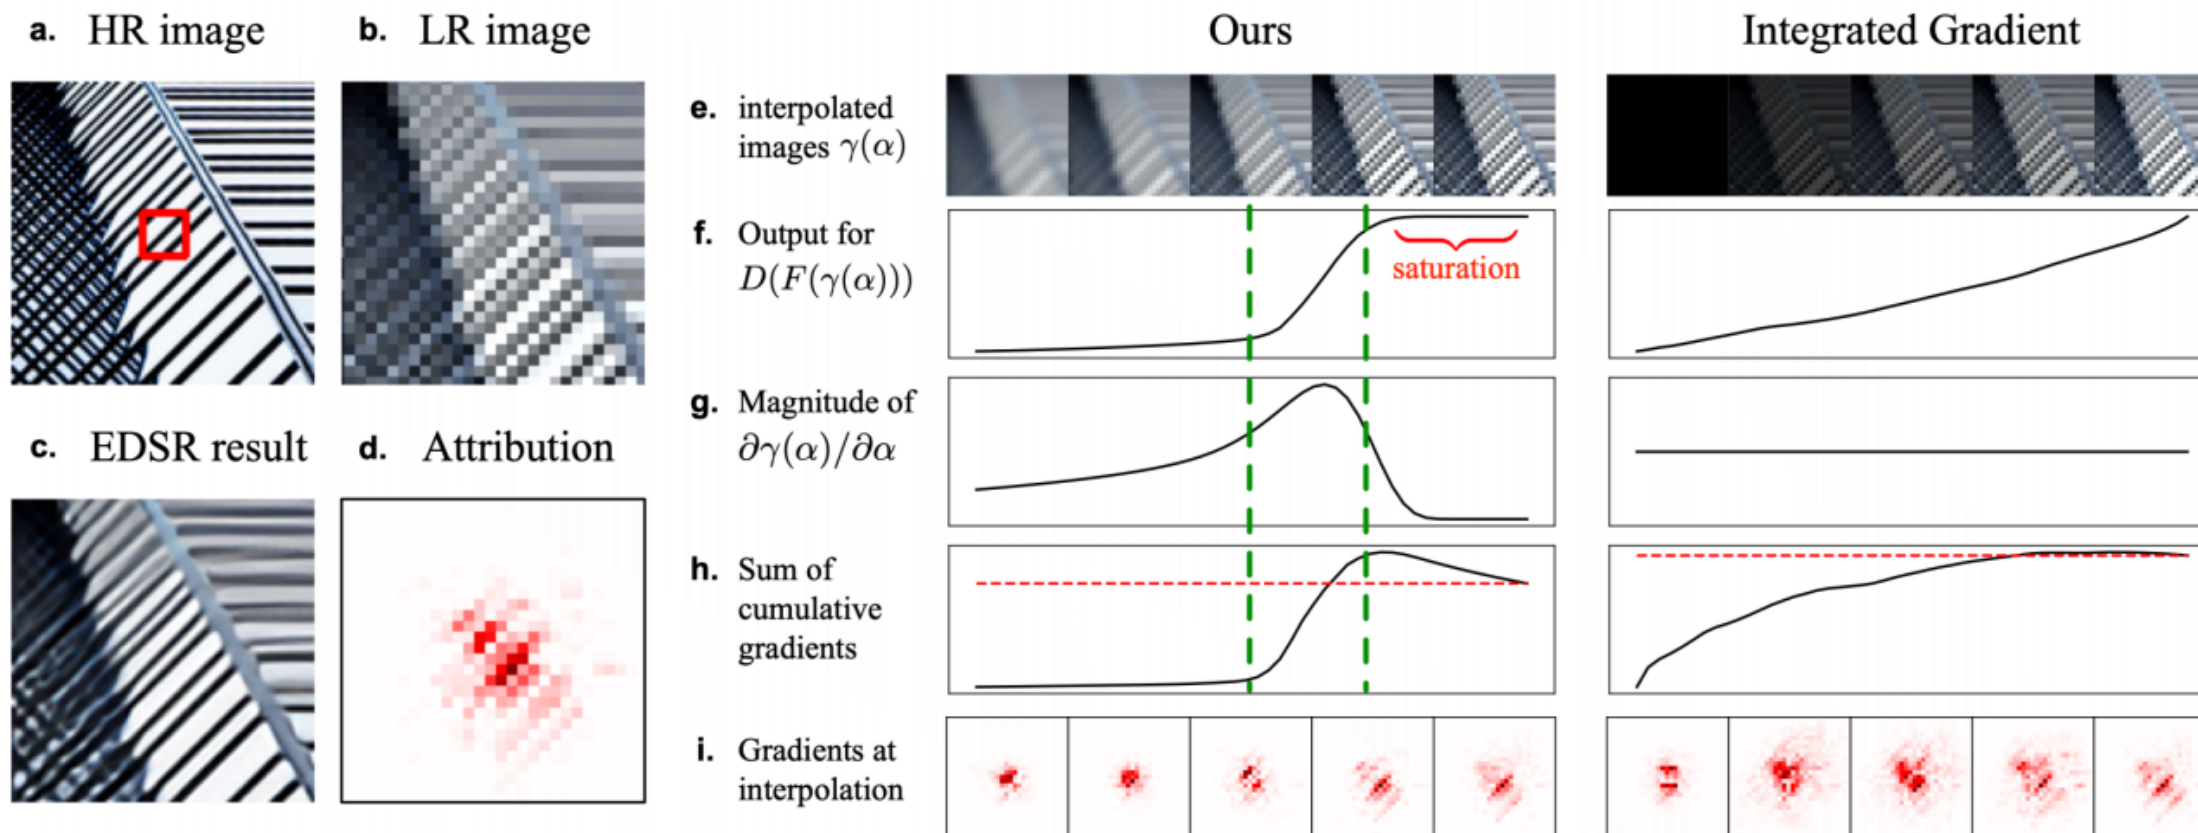 a. HR image
b. LR image
c. EDSR result
d. Attribution
Ours
Integrated Gradient
e. interpolated
images γ(α)
f. Output for
D(F(γ(α)))
saturation
g. Magnitude of
∂γ(α)/∂α
h. Sum of
cumulative
gradients
i. Gradients at
interpolation